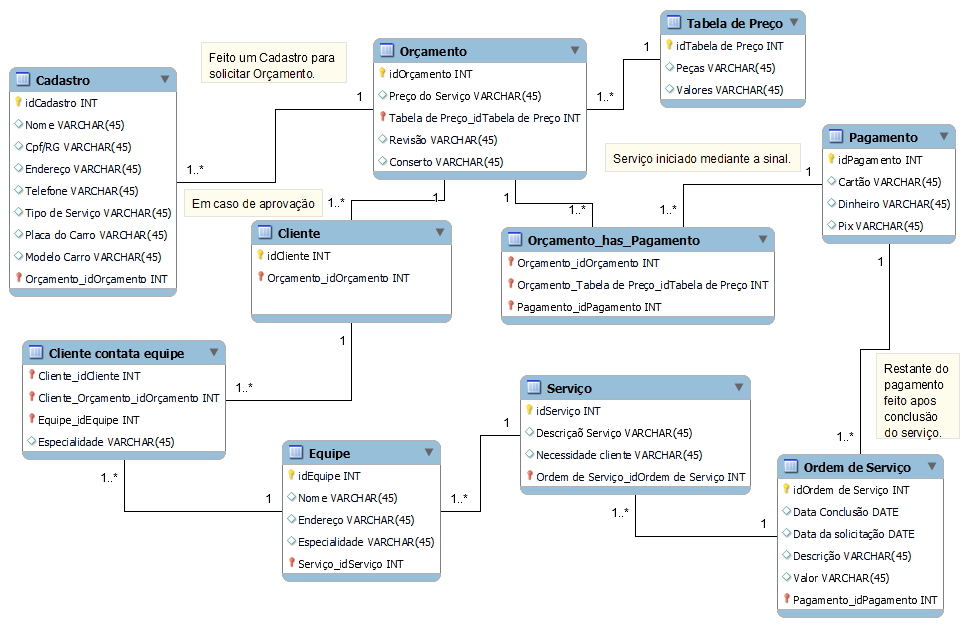 Cadastro
idCadastro INT
Nome VARCHAR(45)
Cpf/RG VARCHAR(45)
Endereço VARCHAR(45)
Telefone VARCHAR(45)
Tipo de Serviço VARCHAR(45)
Placa do Carro VARCHAR(45)
Modelo Carro VARCHAR(45)
Orçamento_idOrçamento INT
1..*
1
Feito um Cadastro para
solicitar Orçamento.
Orçamento
idOrçamento INT
Preço do Serviço VARCHAR(45)
Tabela de Preço_idTabela de Preço INT
Revisão VARCHAR(45)
Conserto VARCHAR(45)
1..*
1
Tabela de Preço
idTabela de Preço INT
Peças VARCHAR(45)
Valores VARCHAR(45)
Serviço iniciado mediante a sinal.
1..*
1
Pagamento
idPagamento INT
Cartão VARCHAR(45)
Dinheiro VARCHAR(45)
Pix VARCHAR(45)
Em caso de aprovação
1..*
1
Cliente
idCliente INT
Orçamento_idOrçamento INT
1
1..*
Orçamento_has_Pagamento
Orçamento_idOrçamento INT
Orçamento_Tabela de Preço_idTabela de Preço INT
Pagamento_idPagamento INT
1
1..*
Cliente contata equipe
Cliente_idCliente INT
Cliente_Orçamento_idOrçamento INT
Equipe_idEquipe INT
Especialidade VARCHAR(45)
1..*
1
Equipe
idEquipe INT
Nome VARCHAR(45)
Endereço VARCHAR(45)
Especialidade VARCHAR(45)
Serviço_idServiço INT
1..*
1
Serviço
idServiço INT
Descriçaõ Serviço VARCHAR(45)
Necessidade cliente VARCHAR(45)
Ordem de Serviço_idOrdem de Serviço INT
1..*
1
1
Restante do
pagamento
feito apos
conclusão
do serviço.
1..*
Ordem de Serviço
idOrdem de Serviço INT
Data Conclusão DATE
Data da solicitação DATE
Descrição VARCHAR(45)
Valor VARCHAR(45)
Pagamento_idPagamento INT